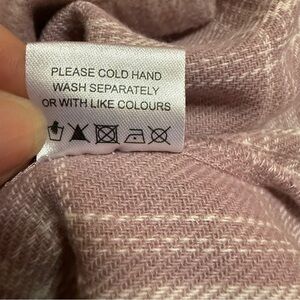 PLEASE COLD HAND
WASH SEPARATELY
OR WITH LIKE COLOURS